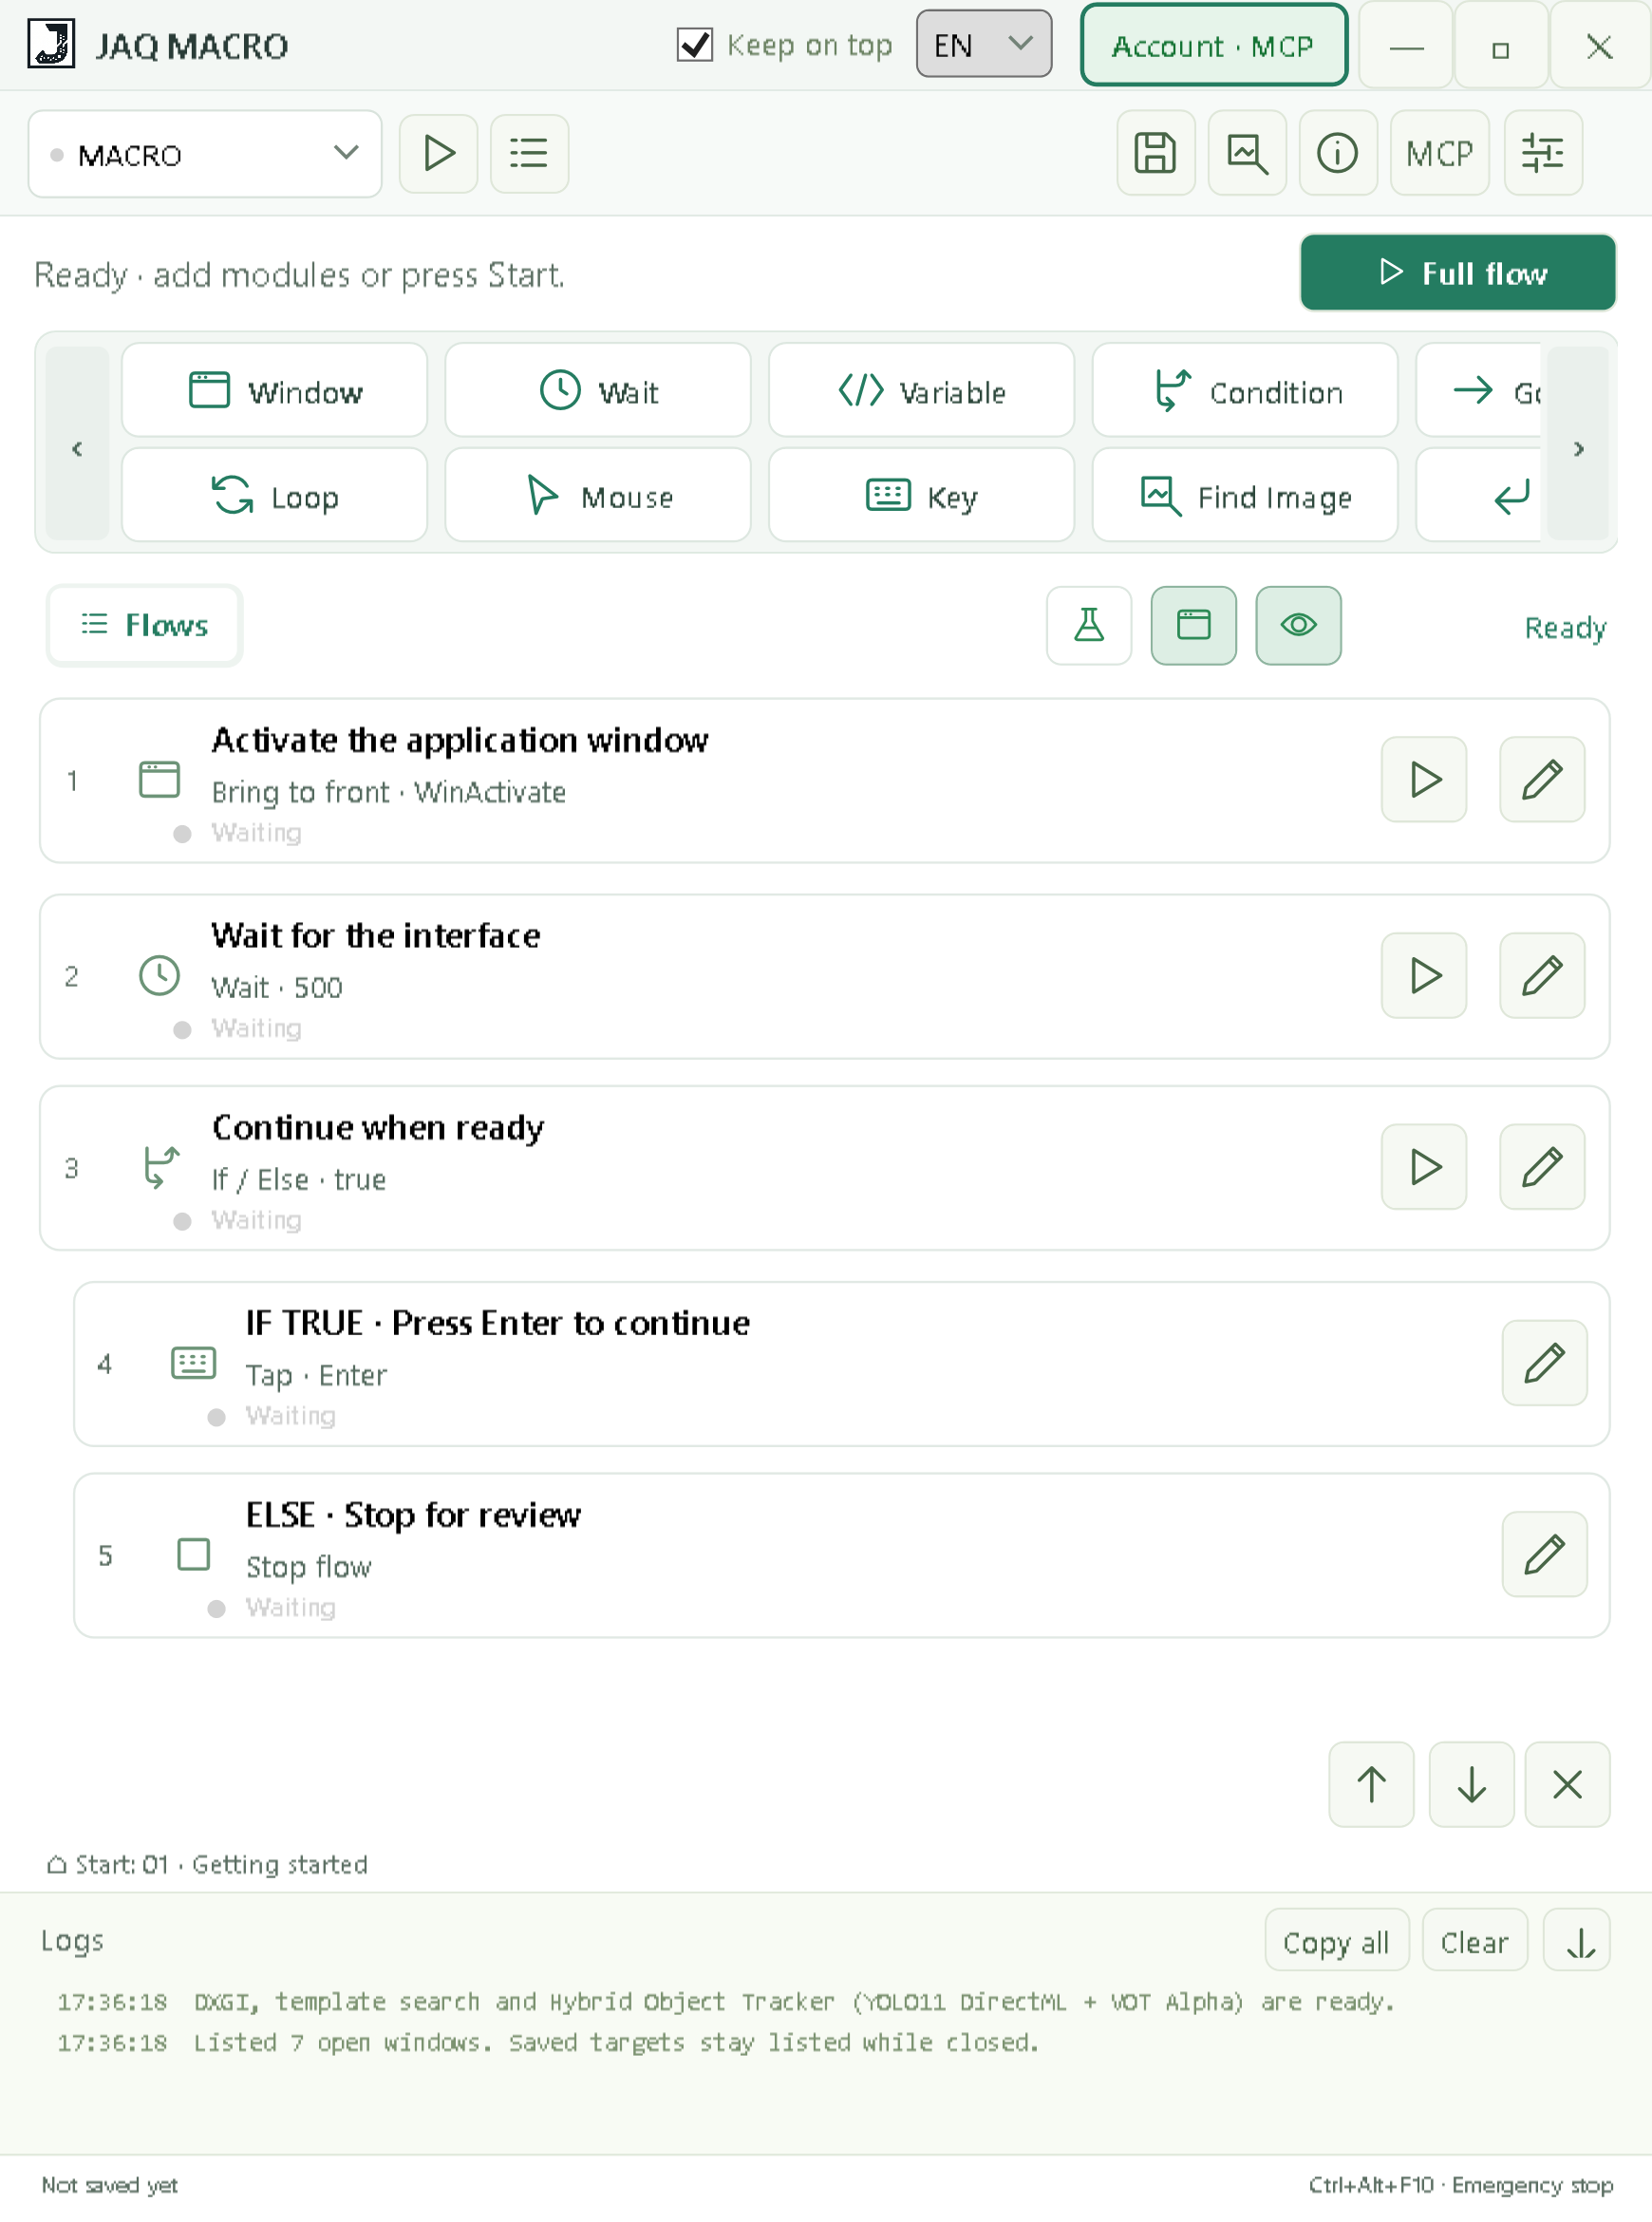 JAQ MACRO
Keep on top
EN
Account · MCP
MACRO
MCP
Ready · add modules or press Start.
Full flow
Window
Wait
Variable
Condition
Loop
Mouse
Key
Find Image
Flows
Ready
1
Activate the application window
Bring to front · WinActivate
Waiting
2
Wait for the interface
Wait · 500
Waiting
3
Continue when ready
If / Else · true
Waiting
4
IF TRUE · Press Enter to continue
Tap · Enter
Waiting
5
ELSE · Stop for review
Stop flow
Waiting
Start: 01 · Getting started
Logs
Copy all
Clear
17:36:18 DXGI, template search and Hybrid Object Tracker (YOLO11 DirectML + VOT Alpha) are ready.
17:36:18 Listed 7 open windows. Saved targets stay listed while closed.
Not saved yet
Ctrl+Alt+F10 · Emergency stop